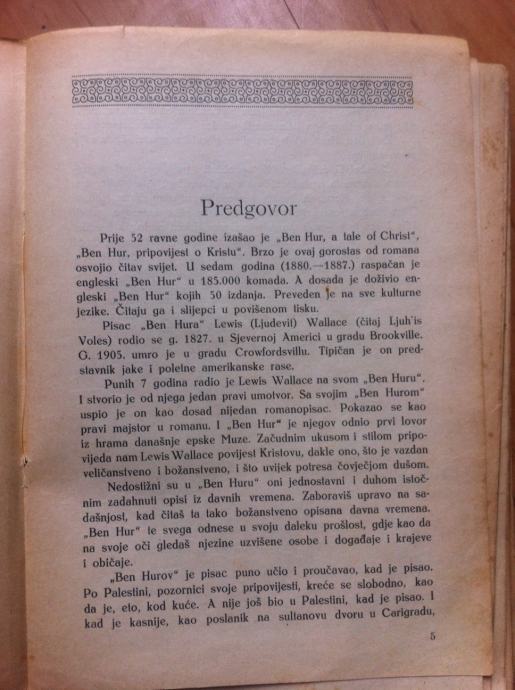 Predgovor
Prije 52 ravne godine izašao je „Ben Hur, a tale of Christ“,
„Ben Hur, pripovijest o Kristu“. Brzo je ovaj gorostas od romana
osvojio čitav svijet. U sedam godina (1880.—1887.) raspačan je
engleski „Ben Hur“ u 185.000 komada. A dosada je doživio en-
gleski „Ben Hur“ kojih 50 izdanja. Preveden je na sve kulturne
jezike. Čitaju ga i slijepci u povišenom tisku.
Pisac „Ben Hura“ Lewis (Ljudevil) Wallace (čitaj Ljuh'is
Voles) rodio se g. 1827. u Sjevernoj Americi u gradu Brookville.
G. 1905. umro je u gradu Crowfordsvillu. Tipičan je on pred-
stavnik jake i poletne amerikanske rase.
Punih 7 godina radio je Lewis Wallace na svom „Ben Huru“.
I stvorio je od njega jedan pravi umotvor. Sa svojim „Ben Hurom“
uspio je on kao dosad nijedan romanopisac. Pokazao se kao
pravi majstor u romanu. I „Ben Hur“ je njegov odnio prvi lovor
iz hrama današnje epske Muze. Začudnim ukusom i stilom pripo-
vijeda nam Lewis Wallace povijest Kristovu, dakle ono, što je vazdan
veličanstveno i božanstveno, i što uvijek potresa čovječjom dušom.
Nedostižni su u „Ben Huru“ oni jednostavni i duhom istoč-
nim zadahnuti opisi iz davnih vremena. Zaboraviš upravo na sa-
dašnjost, kad čitaš ta tako božanstveno opisana davna vremena.
„Ben Hur“ te svega odnese u svoju daleku prošlost, gdje kao da
na svoje oči gledaš njezine uzvišene osobe i događaje i krajeve
i običaje.
„Ben Hurov“ je pisac puno učio i proučavao, kad je pisao.
Po Palestini, pozornici svoje pripovijesti, kreće se slobodno, kao
da je, eto, kod kuće. A nije još bio u Palestini, kad je pisao. I
kad je kasnije, kao poslanik na sultanovu dvoru u Carigradu,
5